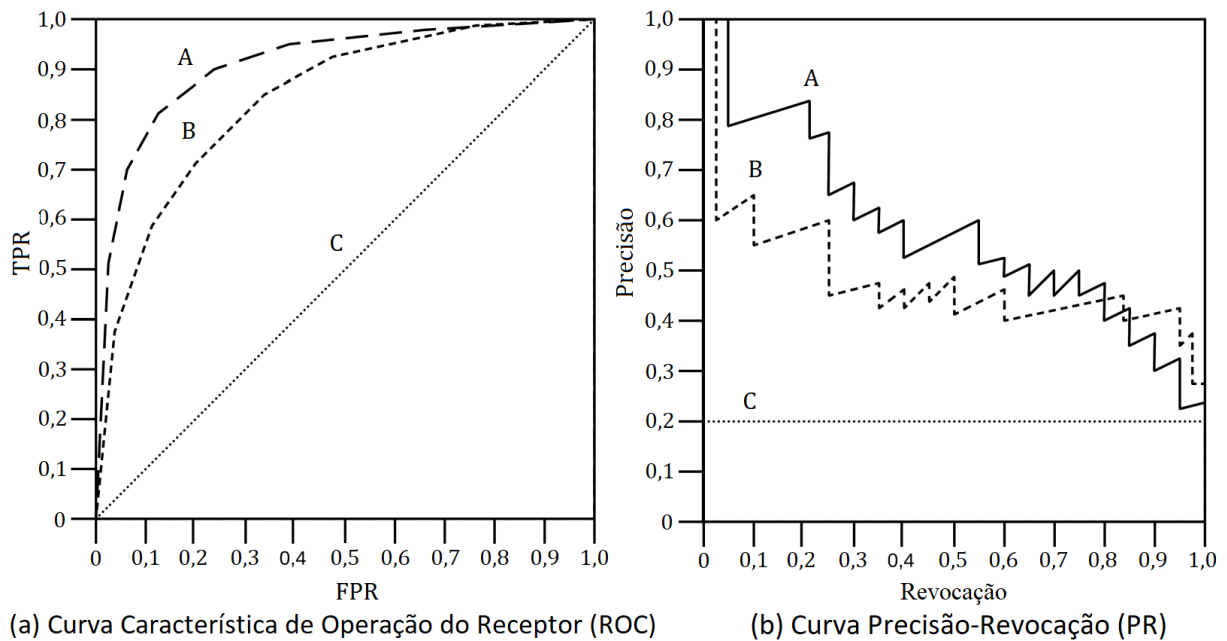 1,0
0,9
0,8
0,7
0,6
0,5
0,4
0,3
0,2
0,1
0
TPR
A
B
C
0 0,1 0,2 0,3 0,4 0,5 0,6 0,7 0,8 0,9 1,0
FPR
(a) Curva Característica de Operação do Receptor (ROC)
1,0
0,9
0,8
0,7
0,6
0,5
0,4
0,3
0,2
0,1
0
Precisão
A
B
C
0 0,1 0,2 0,3 0,4 0,5 0,6 0,7 0,8 0,9 1,0
Revocação
(b) Curva Precisão-Revocação (PR)